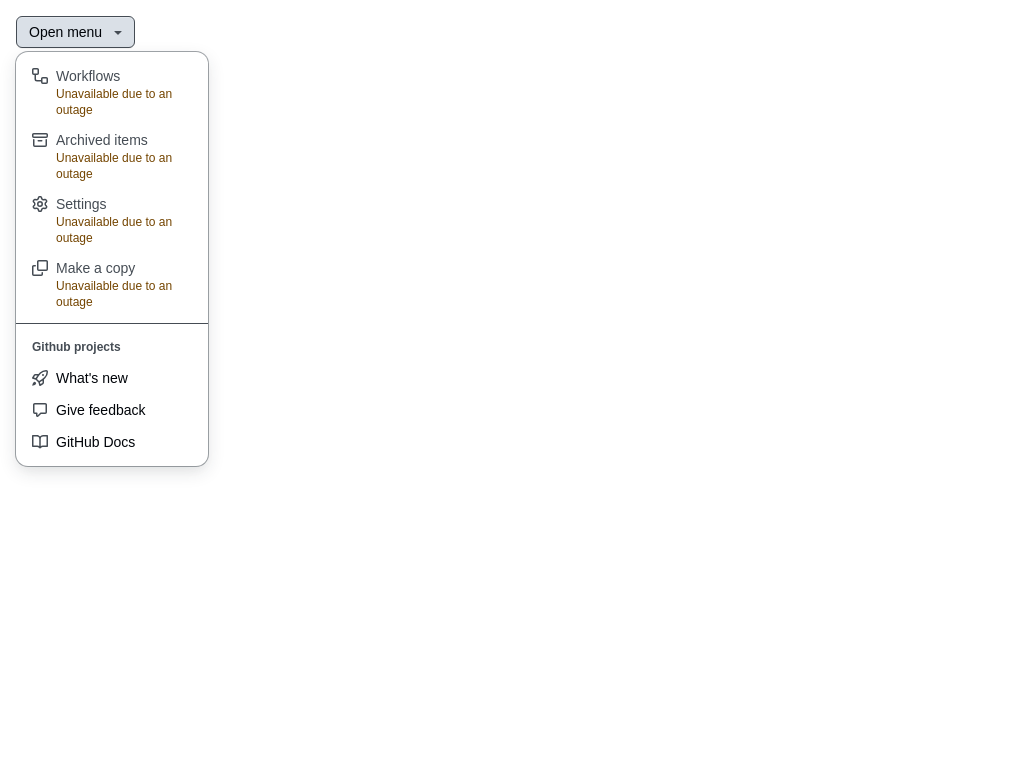 Open menu
Workflows
Unavailable due to an
outage
Archived items
Unavailable due to an
outage
Settings
Unavailable due to an
outage
Make a copy
Unavailable due to an
outage
Github projects
What's new
Give feedback
GitHub Docs